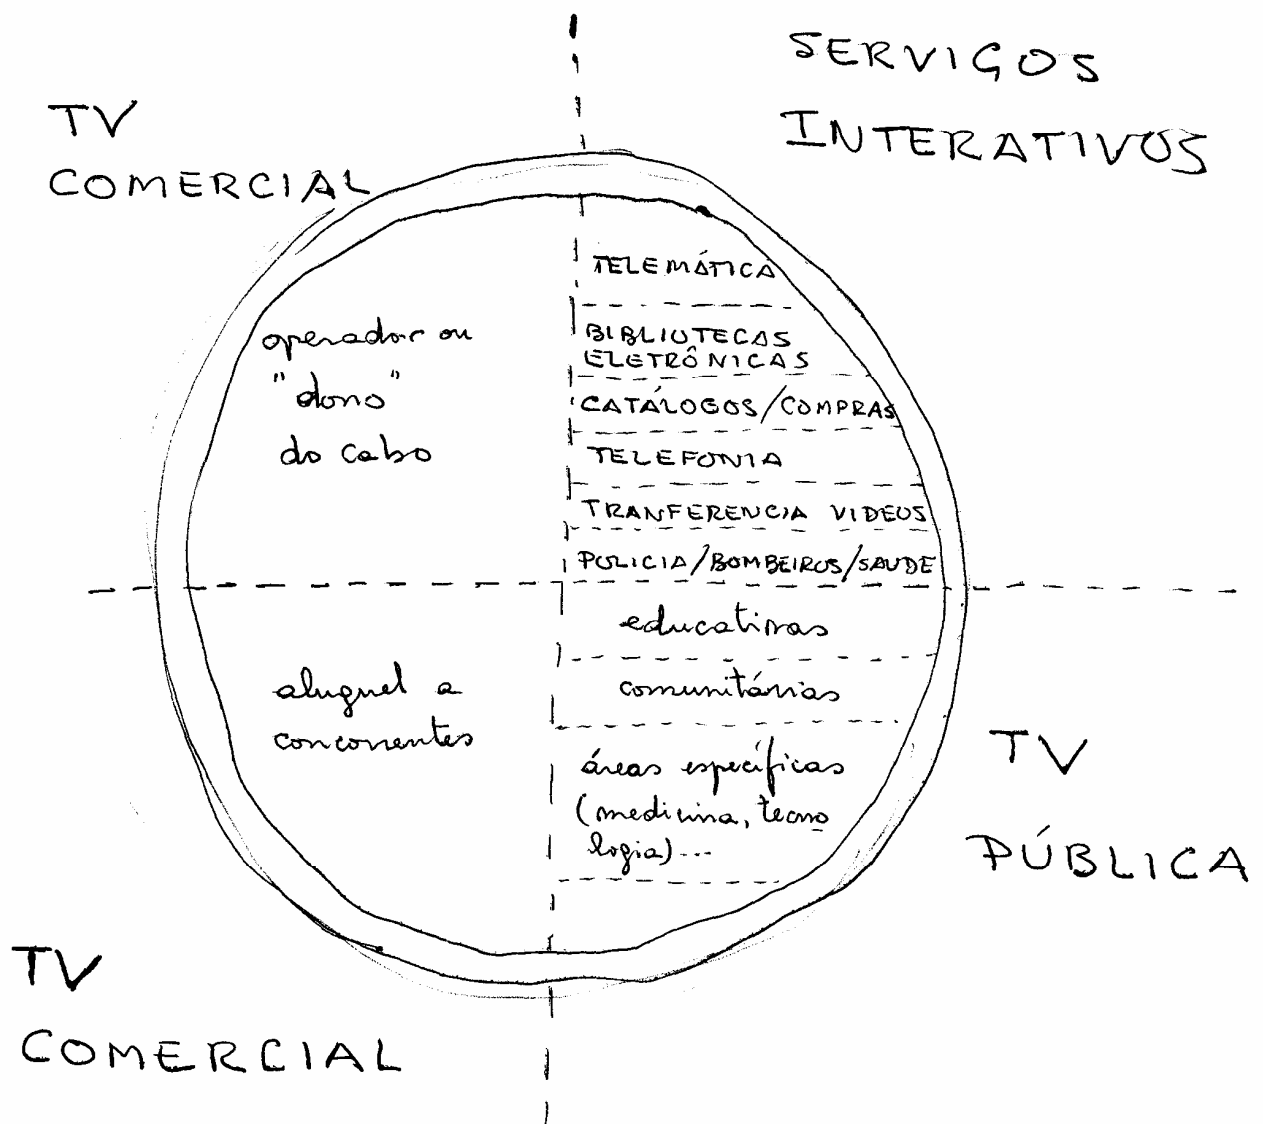 TV
COMERCIAL
SERVIÇOS
INTERATIVOS
operador ou
"dono"
do cabo
TELEMÁTICA
BIBLIOTECAS
ELETRÔNICAS
CATÁLOGOS/COMPRAS
TELEFONIA
TRANFERENCIA VIDEOS
POLICIA/BOMBEIROS/SAUDE
aluguel a
concorrentes
educativas
comunitárias
áreas específicas
(medicina, tecno
logia)...
TV
PÚBLICA
TV
COMERCIAL